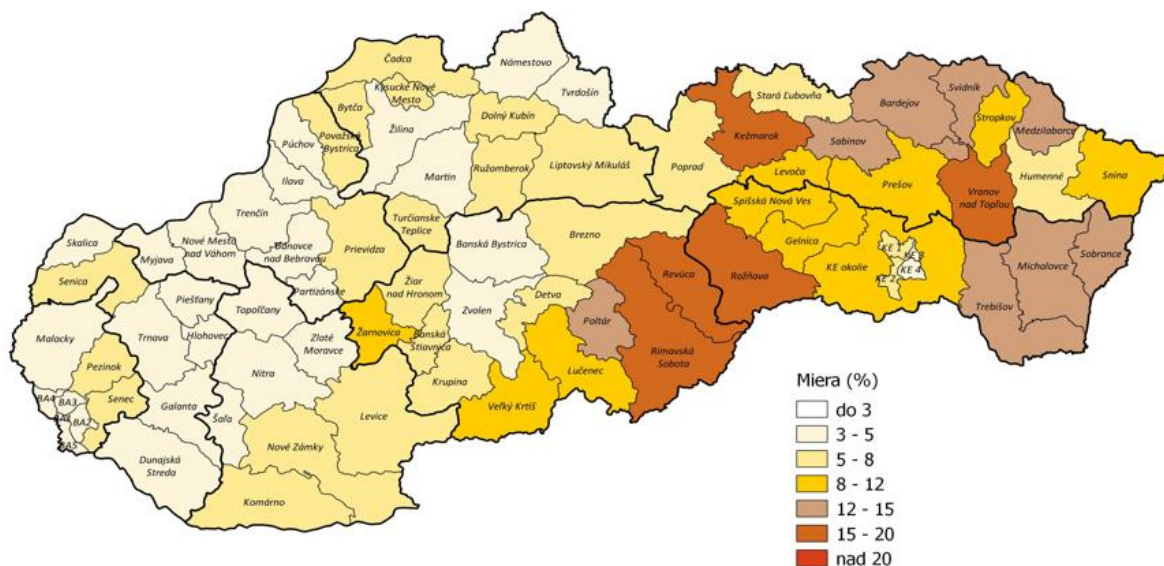 Čadca
Námestovo
Kysucké Nové
Mesto
Tvrdošín
Bytča
Dolný Kubín
Považská
Bystrica
Žilina
Púchov
Ilava
Martin
Ružomberok
Liptovský Mikuláš
Poprad
Stará Ľubovňa
Kežmarok
Bardejov
Svidník
Stropkov
Medzilaborce
Sabinov
Levoča
Prešov
Vranov
nad Topľou
Humenné
Snina
Trenčín
Turčianske
Teplice
Skalica
Myjava
Nové Mesto
nad Váhom
Bánovce
nad Bebravou
Prievidza
Banská Bystrica
Brezno
Spišská Nová Ves
Gelnica
KE 1
KE 3
KE okolie
KE 2
KE 4
Michalovce
Sobrance
Trebišov
Senica
Partizánske
Žiar
nad Hronom
Detva
Revúca
Rožňava
Piešťany
Topoľčany
Zvolen
Poltár
Malacky
Trnava
Hlohovec
Zlaté
Moravce
Žarnovica
Banská
Štiavnica
Rimavská
Sobota
Pezinok
Nitra
Krupina
Lučenec
BA4
BA3
Senec
BA2
BA5
Galanta
Šaľa
Levice
Veľký Krtíš
Dunajská
Streda
Nové Zámky
Komárno
Miera (%)
do 3
3 - 5
5 - 8
8 - 12
12 - 15
15 - 20
nad 20